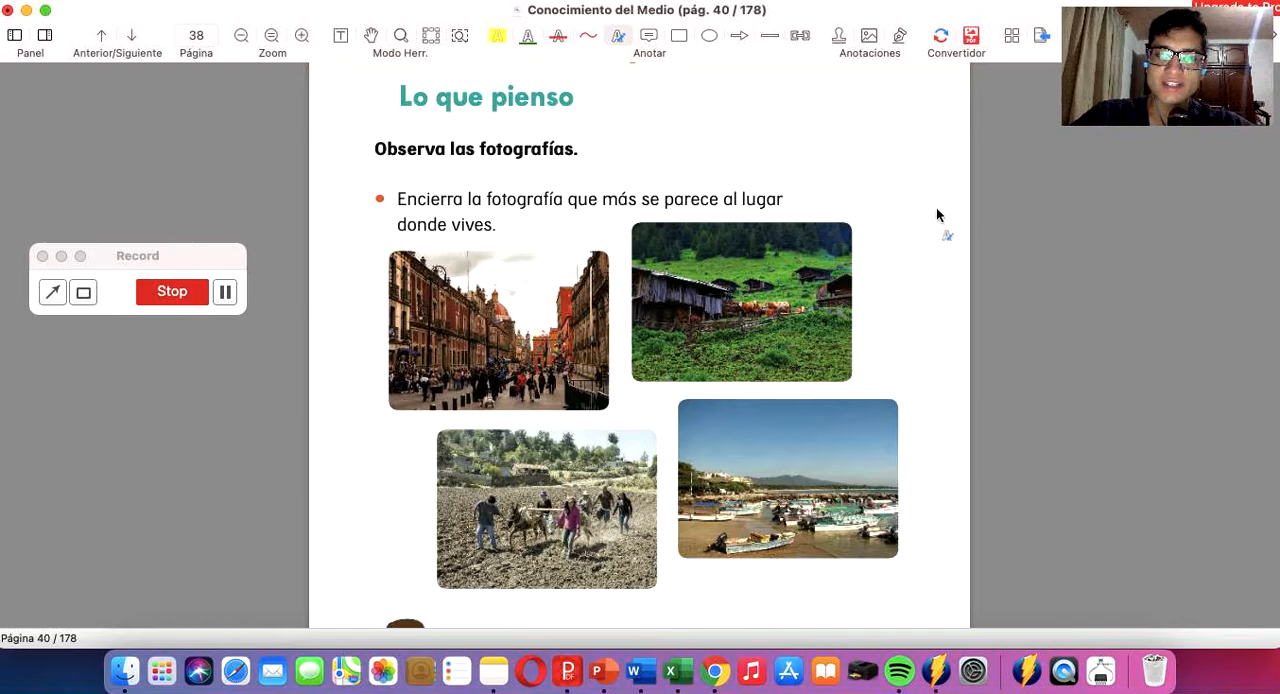 Conocimiento del Medio (pág. 40 / 178)
38
Panel
Anterior/Siguiente
Página
Zoom
Modo Herr.
Anotar
Anotaciones
Convertidor
Lo que pienso
Observa las fotografías.
Encierra la fotografía que más se parece al lugar
donde vives.
Record
Stop
Página 40 / 178